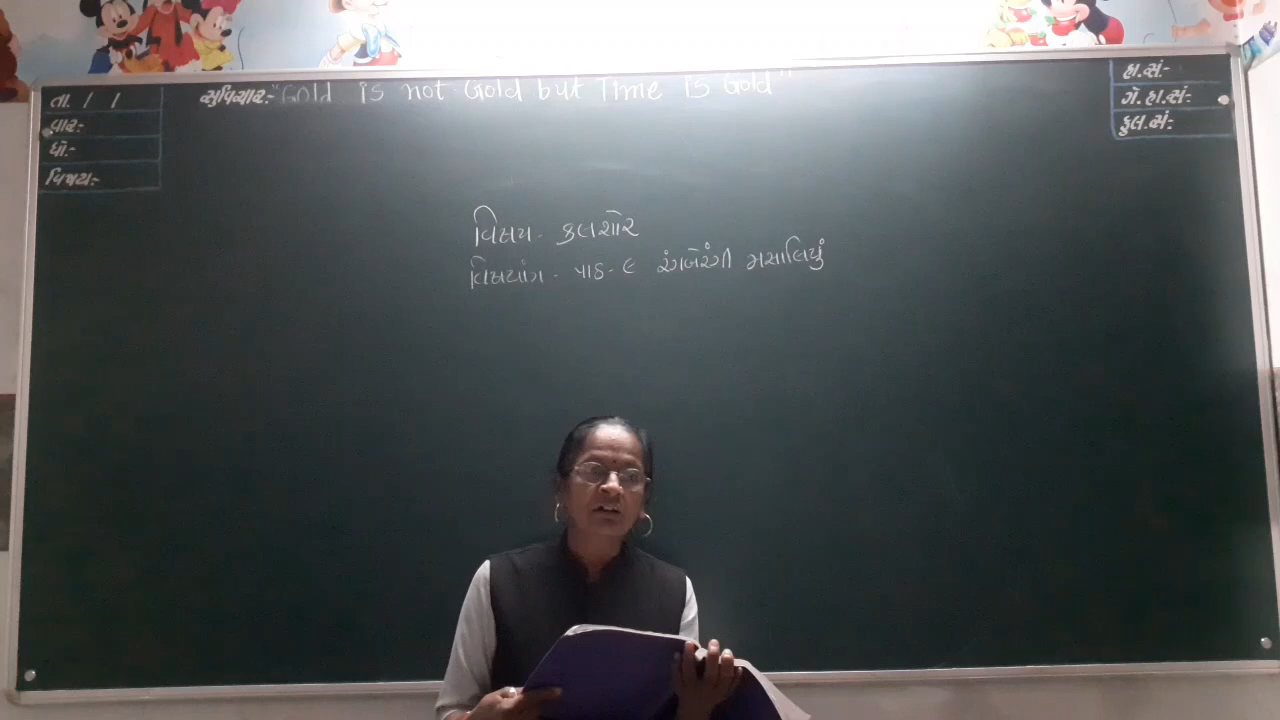 તા. / /
વાર:-
ધો:-
વિષય:-
સુવિચાર:- "Gold is not Gold but Time is Gold"
હા.સં:-
ગે.હા.સં:-
કુલ.સં:-
વિષય - કલશોર
વિષયાંગ - પાઠ - ૯ રંગબેરંગી મસાલિયું